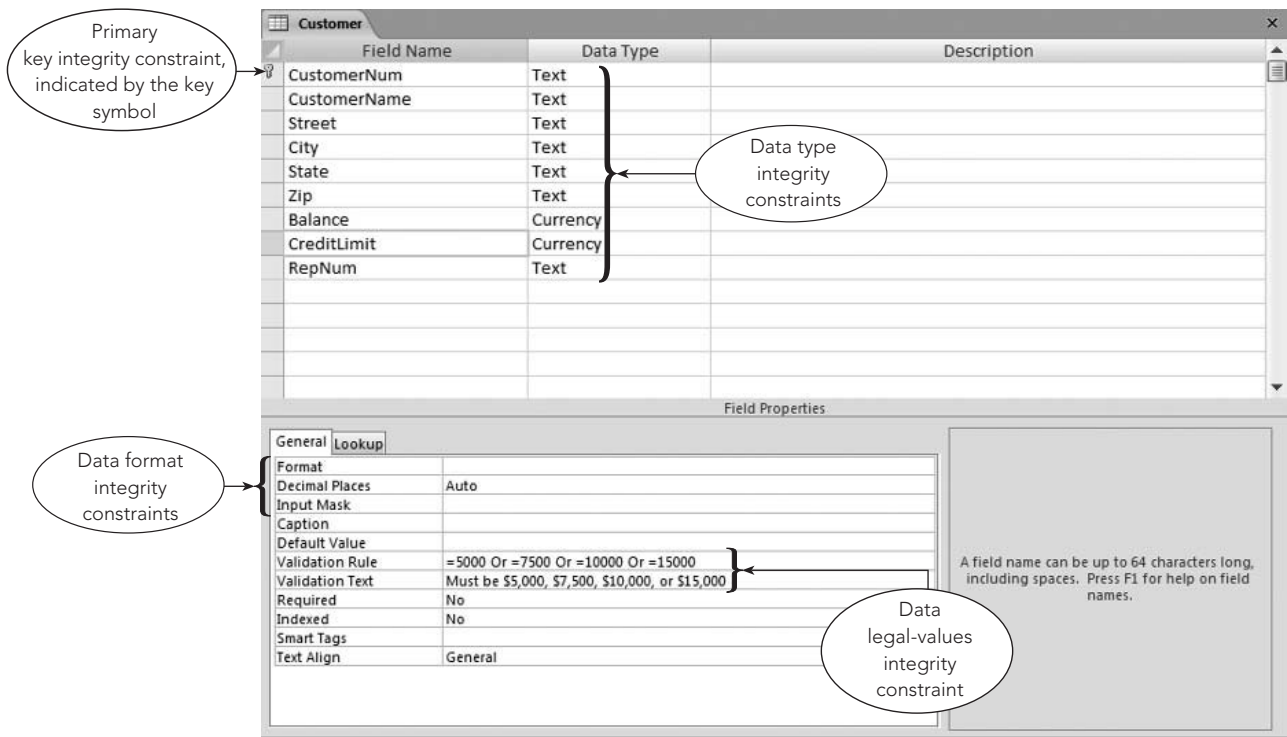 Primary
key integrity constraint,
indicated by the key
symbol
Customer
Field Name Data Type Description
CustomerNum Text
CustomerName Text
Street Text
City Text
State Text
Zip Text
Balance Currency
CreditLimit Currency
RepNum Text
Data type
integrity
constraints
Field Properties
General Lookup
Data format
integrity
constraints
Format
Decimal Places Auto
Input Mask
Caption
Default Value
Validation Rule =5000 Or =7500 Or =10000 Or =15000
Validation Text Must be $5,000, $7,500, $10,000, or $15,000
Required No
Indexed No
Smart Tags
Text Align General
Data
legal-values
integrity
constraint
A field name can be up to 64 characters long,
including spaces. Press F1 for help on field
names.